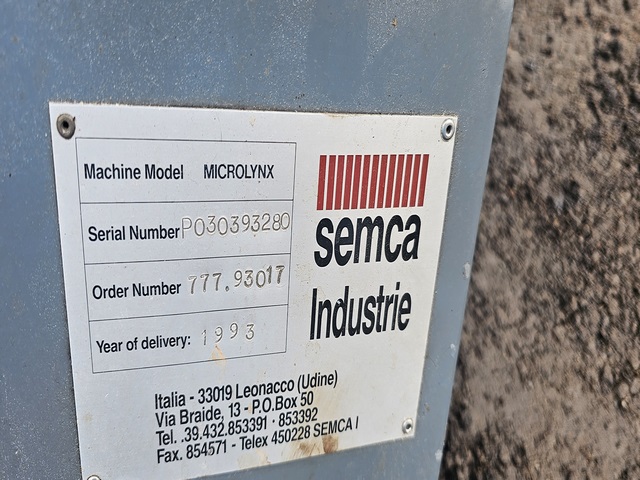 Machine Model MICROLYNX
Serial Number P030393280
Order Number 777.93017
Year of delivery: 1993
semca
Industrie
Italia - 33019 Leonacco (Udine)
Via Braide, 13 - P.O.Box 50
Tel. .39.432.853391 · 853392
Fax. 854571 - Telex 450228 SEMCA I